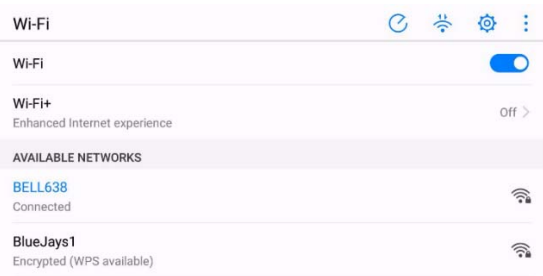 Wi-Fi
Wi-Fi
Wi-Fi+
Enhanced Internet experience
Off
AVAILABLE NETWORKS
BELL638
Connected
BlueJays1
Encrypted (WPS available)